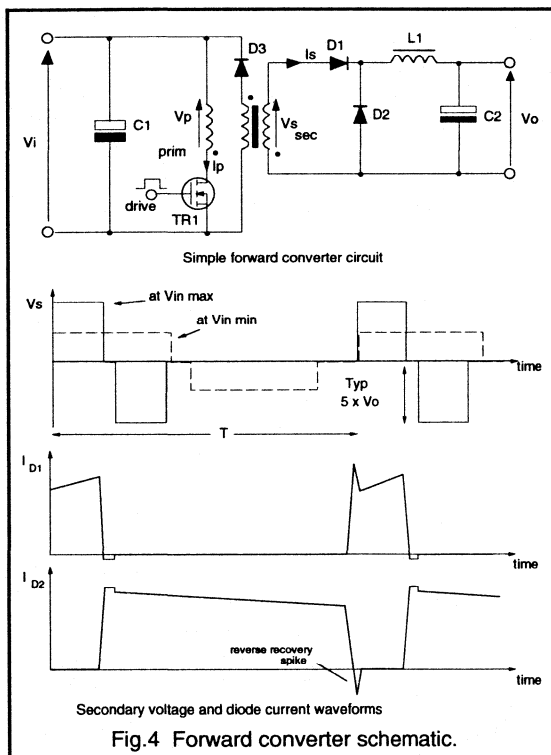 D3
Is
D1
L1
Vi
C1
Vp
prim
Ip
Vs
sec
D2
C2
Vo
drive
TR1
Simple forward converter circuit
Vs
at Vin max
at Vin min
time
Typ
5 x Vo
T
I D1
time
I D2
reverse recovery
spike
time
Secondary voltage and diode current waveforms
Fig.4 Forward converter schematic.